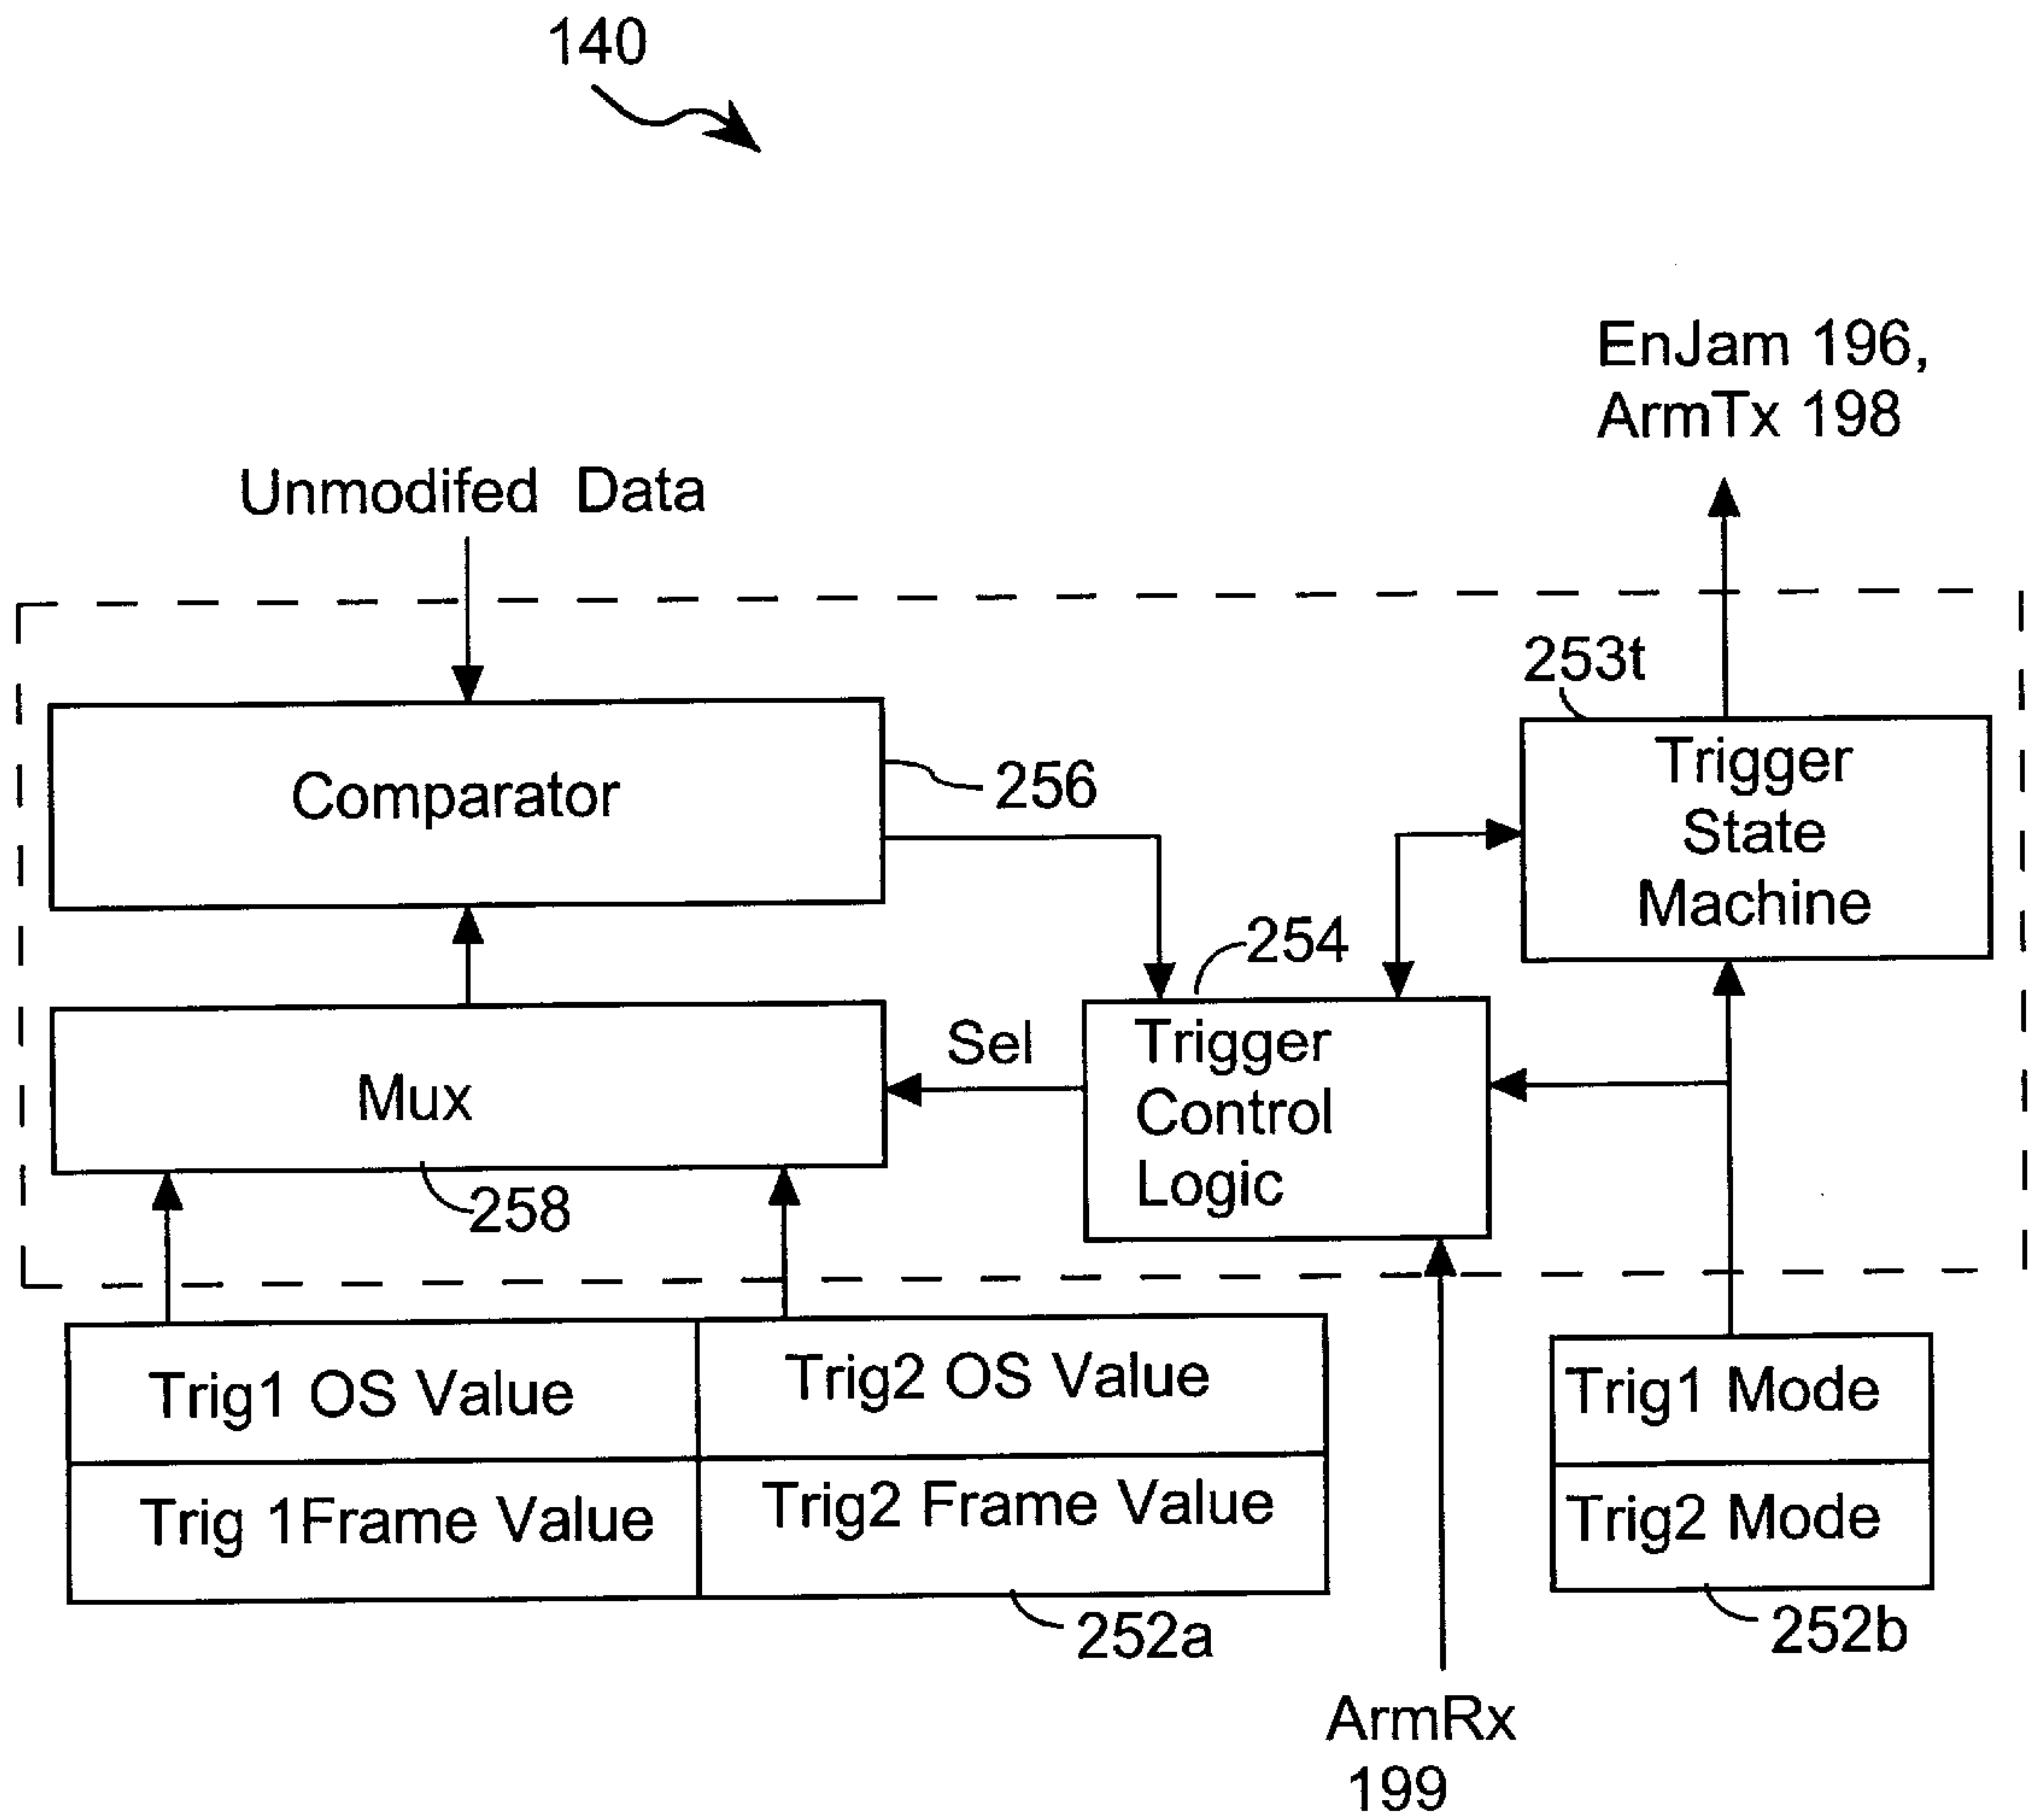 140
EnJam 196,
ArmTx 198
Unmodifed Data
253t
Trigger
State
Machine
Comparator
256
254
Sel
Trigger
Control
Logic
Mux
258
Trig1 OS Value
Trig2 OS Value
Trig1 Mode
Trig 1Frame Value
Trig2 Frame Value
Trig2 Mode
252a
252b
ArmRx
199